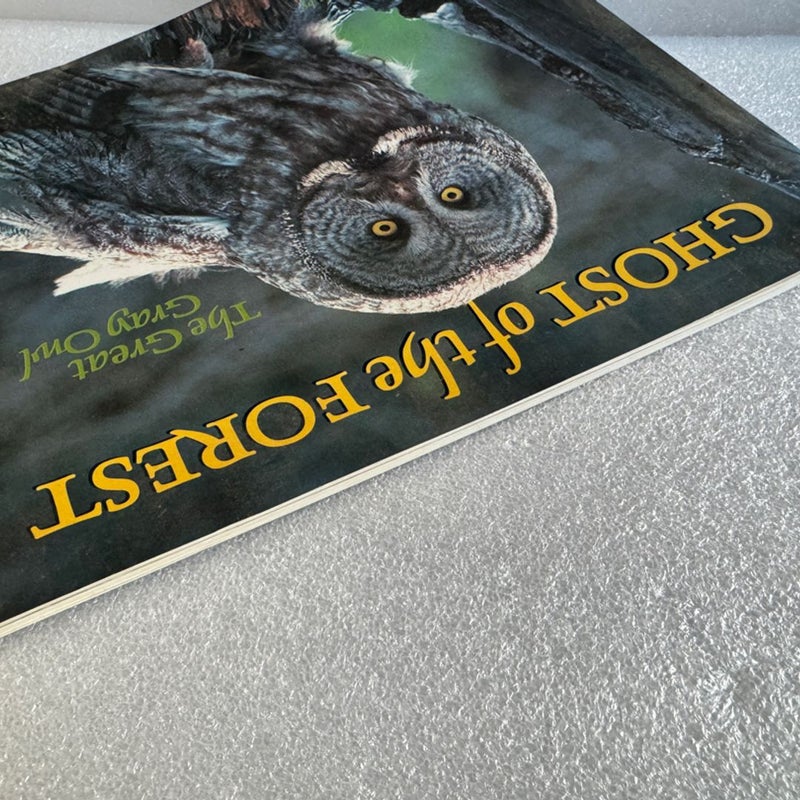 GHOST of the FOREST
The Great
Gray Owl